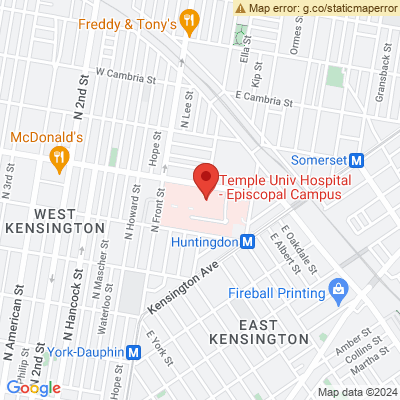 Map error: g.co/staticmaperror
Freddy & Tony's
Ella St
Ormes St
Kip St
Gransback St
W Cambria St
E Cambria St
N 2nd St
N Lee St
McDonald's
Hope St
Somerset
M
N 3rd St
Temple Univ Hospital
- Episcopal Campus
WEST
KENSINGTON
N Howard St
N Front St
Huntingdon
M
E Oakdale St
E Albert St
N Mascher St
Kensington Ave
Fireball Printing
N American St
N Hancock St
Waterloo St
EAST
KENSINGTON
E York St
Amber St
Collins St
Martha St
York-Dauphin
M
Philip St
N 2nd St
Hope St
Google
Map data ©2024